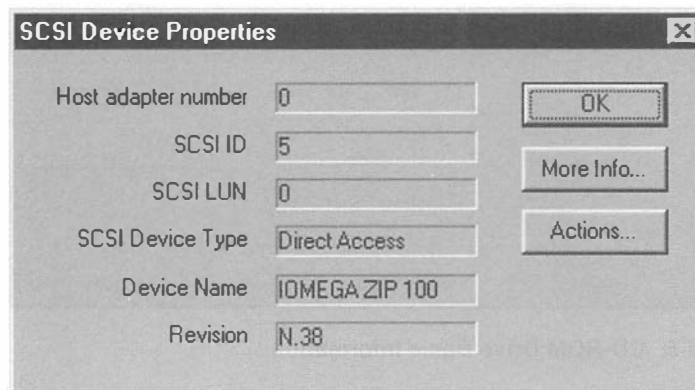 SCSI Device Properties
Host adapter number 0
SCSI ID 5
SCSI LUN 0
SCSI Device Type Direct Access
Device Name IOMEGA ZIP 100
Revision N.38
OK
More Info...
Actions...